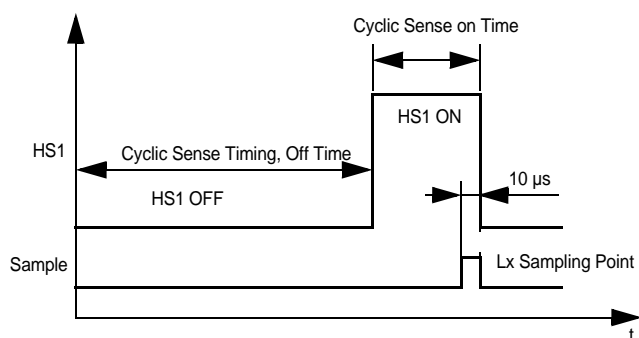 Cyclic Sense on Time
HS1 ON
HS1
Cyclic Sense Timing, Off Time
10 µs
HS1 OFF
Sample
Lx Sampling Point
t